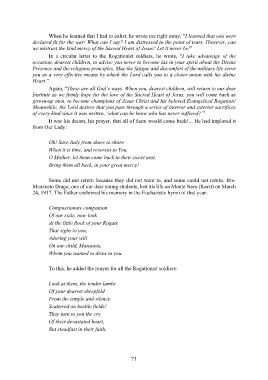 When he learned that I had to enlist, he wrote me right away, "I learned that you were
declared fit for the war! What can I say? I am distressed to the point of tears. However, can
we mistrust the kind mercy of the Sacred Heart of Jesus? Let it never be!"
In a circular letter to the Rogationist soldiers, he wrote, "I take advantage of the
occasion, dearest children, to advise you never to become lax in your spirit about the Divine
Presence and the religious principles. May the fatigue and discomfort of the military life serve
you as a very effective means by which the Lord calls you to a closer union with his divine
Heart."
Again, "These are all God's ways. When you, dearest children, will return to our dear
Institute as we firmly hope for the love of the Sacred Heart of Jesus, you will come back as
grown-up men, to become champions of Jesus Christ and his beloved Evangelical Rogation!
Meanwhile, the Lord desires that you pass through a series of interior and exterior sacrifices
of every kind since it was written, 'what can he know who has never suffered?'"
It was his dream, his prayer, that all of them would come back!... He had implored it
from Our Lady:
Oh! Save Italy from shore to shore
When it is time, and reverent to You,
O Mother, let them come back to their sweet nest,
Bring them all back, in your great mercy!
Some did not return because they did not want to, and some could not return. Bro.
Mansueto Drago, one of our dear young students, lost his life on Monte Nero (Karst) on March
24, 1917. The Father confirmed his memory in the Eucharistic hymn of that year:
Compassionate companion
Of our exile, now look
At the little flock of your Rogate
That sighs to you,
Adoring your will
On our child, Mansueto,
Whom you wanted to draw to you.
To this, he added the prayer for all the Rogationist soldiers:
Look at them, the tender lambs
Of your dearest sheepfold
From the temple and silence
Scattered on hostile fields!
They turn to you the cry
Of their devastated heart,
But steadfast in their faith.
71